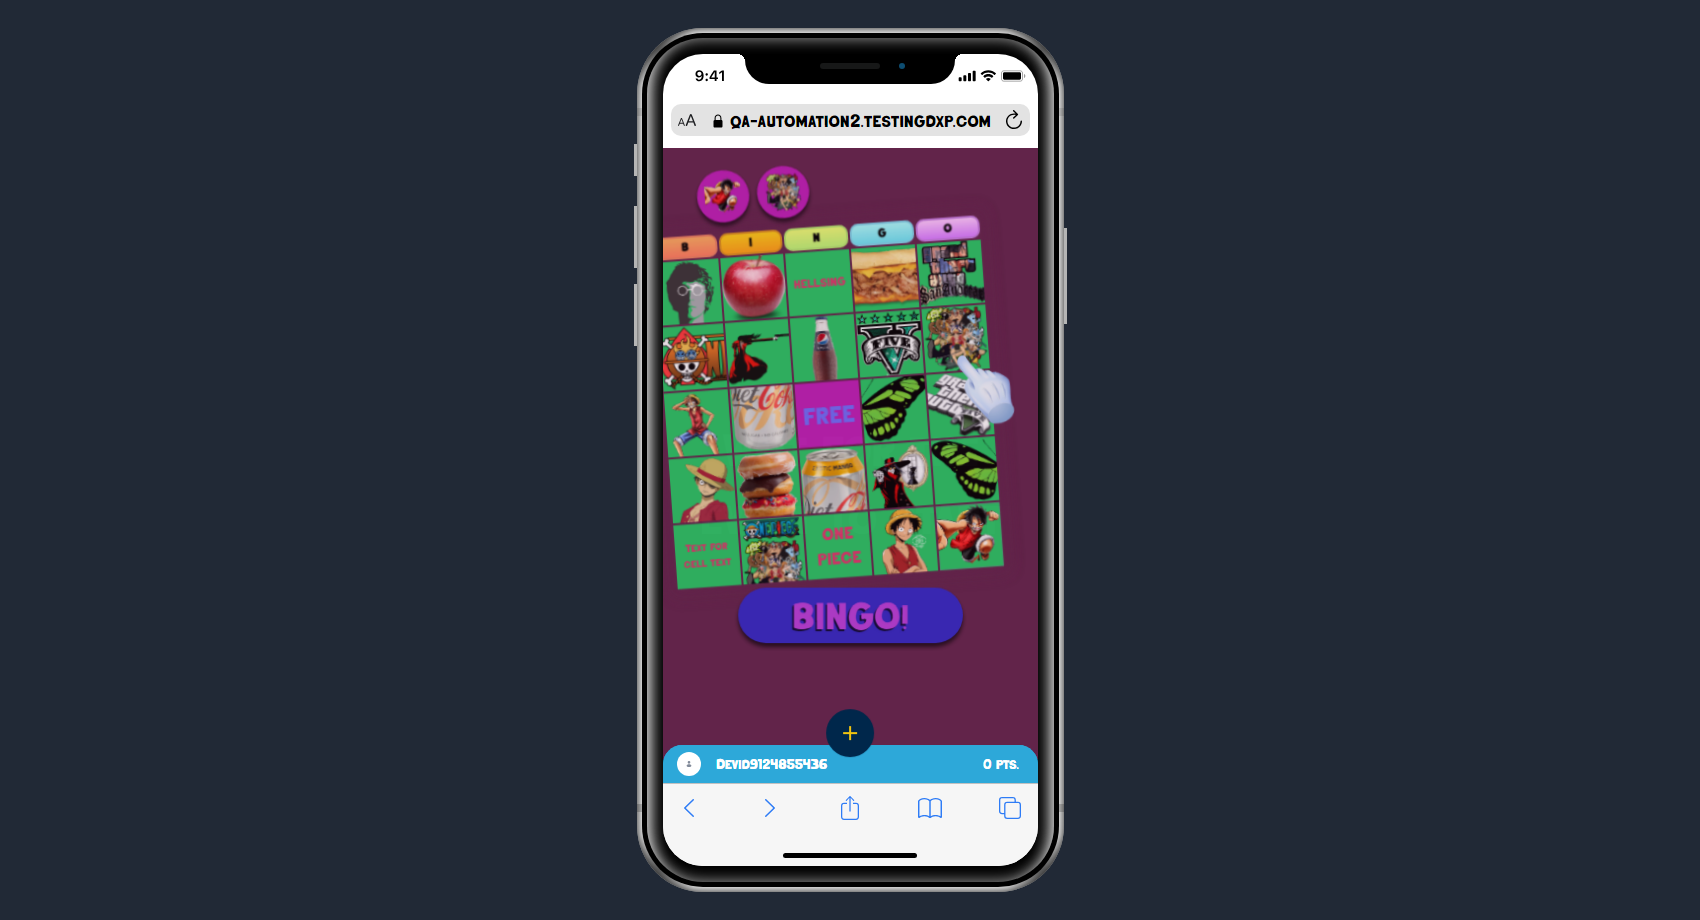 9:41
AA QA-AUTOMATION2.TESTINGDXP.COM
B I N G O
HELLSING
FIVE
FREE
TEXT FOR
CELL TEXT
ONE
PIECE
BINGO!
+
DEVID9124855436
0 PTS.